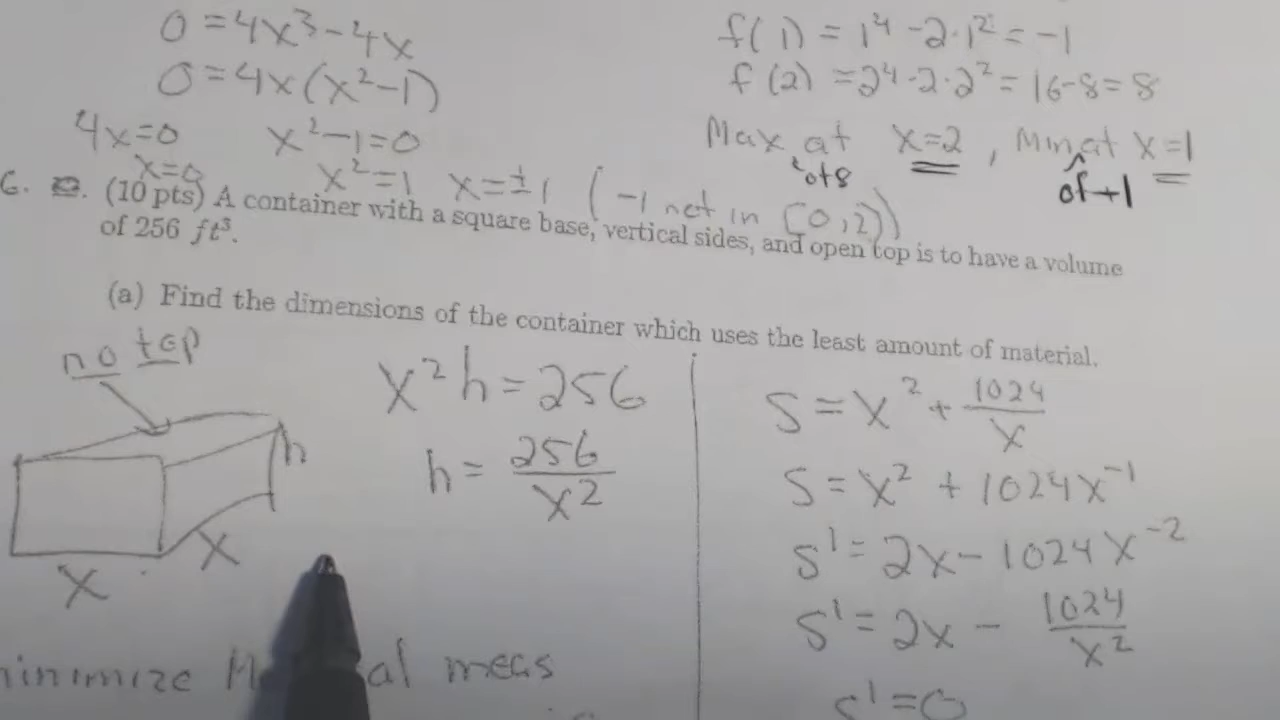 0 = 4x³ - 4x
0 = 4x(x² - 1)
4x = 0 x² - 1 = 0
x = 0 x² = 1 x = ±1 (-1 not in [0, 2])
f(1) = 1⁴ - 2·1² = -1
f(2) = 2⁴ - 2·2² = 16 - 8 = 8
Max at x = 2, Min at x = 1
of 8 of +1
6. (10 pts) A container with a square base, vertical sides, and open top is to have a volume
of 256 ft³.
(a) Find the dimensions of the container which uses the least amount of material.
no top
h
x
x
x²h = 256
h = 256/x²
minimize
meas
S = x² + 1024/x
S = x² + 1024x⁻¹
S' = 2x - 1024x⁻²
S' = 2x - 1024/x²
S' = 0